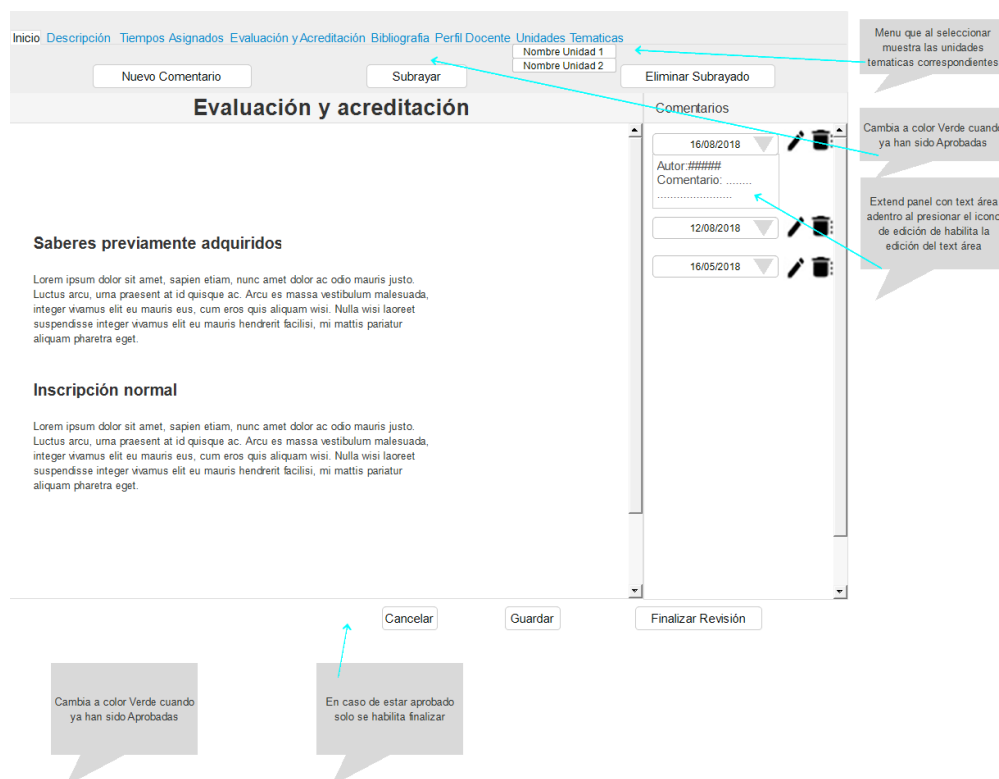 Inicio Descripción Tiempos Asignados Evaluación y Acreditación Bibliografia Perfil Docente Unidades Tematicas
Nombre Unidad 1
Nombre Unidad 2
Nuevo Comentario
Subrayar
Eliminar Subrayado
Menu que al seleccionar
muestra las unidades
tematicas correspondientes
Evaluación y acreditación
Comentarios
Cambia a color Verde cuando
ya han sido Aprobadas
16/08/2018
Autor:#####
Comentario: ........
......................
Extend panel con text área
adentro al presionar el icono
de edición de habilita la
edición del text área
12/08/2018
16/05/2018
Saberes previamente adquiridos
Lorem ipsum dolor sit amet, sapien etiam, nunc amet dolor ac odio mauris justo.
Luctus arcu, urna praesent at id quisque ac. Arcu es massa vestibulum malesuada,
integer vivamus elit eu mauris eus, cum eros quis aliquam wisi. Nulla wisi laoreet
suspendisse integer vivamus elit eu mauris hendrerit facilisi, mi mattis pariatur
aliquam pharetra eget.
Inscripción normal
Lorem ipsum dolor sit amet, sapien etiam, nunc amet dolor ac odio mauris justo.
Luctus arcu, urna praesent at id quisque ac. Arcu es massa vestibulum malesuada,
integer vivamus elit eu mauris eus, cum eros quis aliquam wisi. Nulla wisi laoreet
suspendisse integer vivamus elit eu mauris hendrerit facilisi, mi mattis pariatur
aliquam pharetra eget.
Cancelar
Guardar
Finalizar Revisión
Cambia a color Verde cuando
ya han sido Aprobadas
En caso de estar aprobado
solo se habilita finalizar